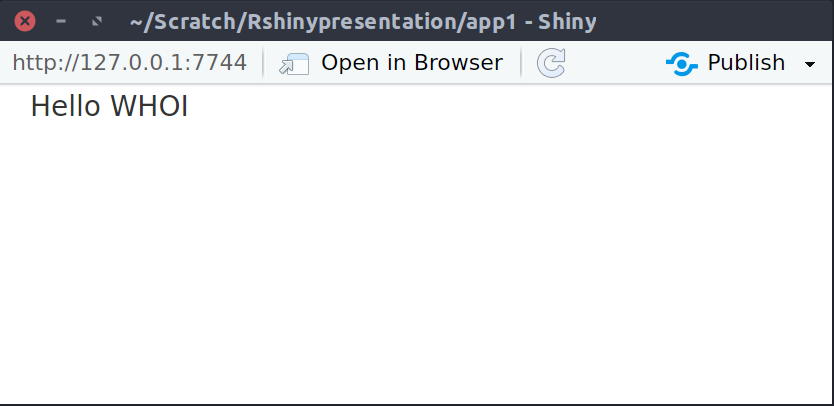 ~/Scratch/Rshinypresentation/app1 - Shiny
http://127.0.0.1:7744 Open in Browser Publish
Hello WHOI